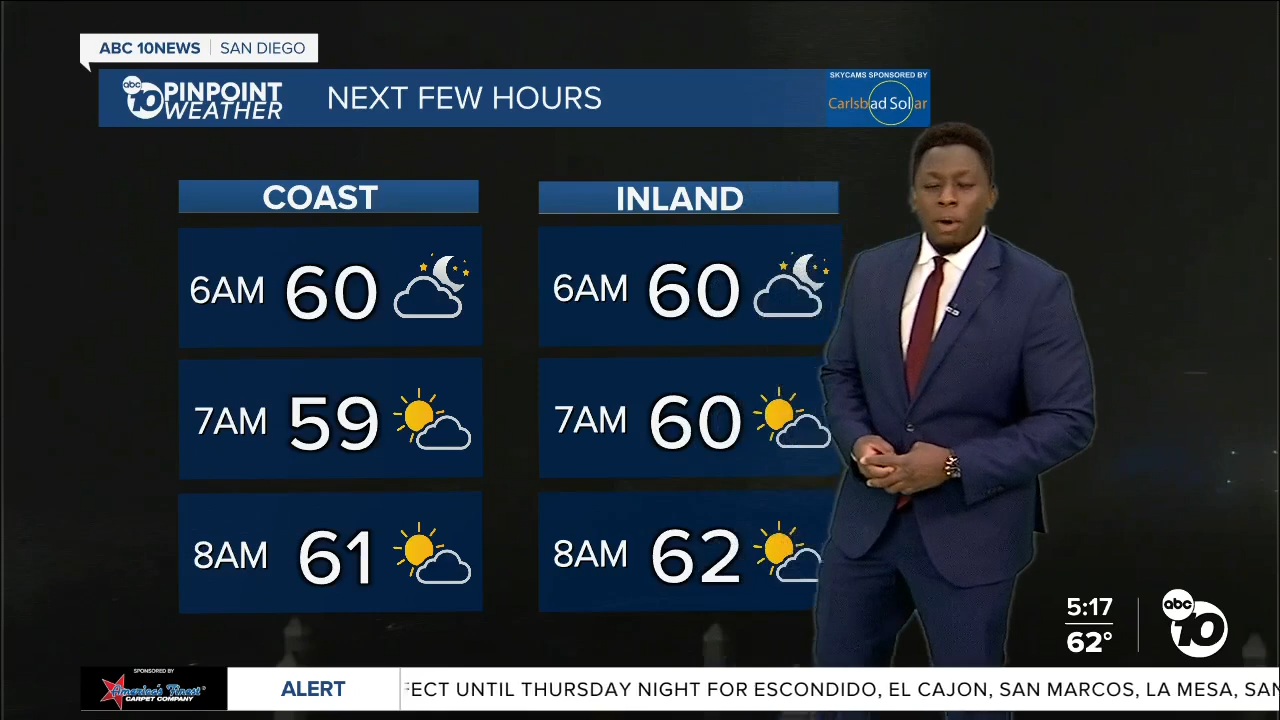 ABC 10NEWS | SAN DIEGO
abc 10 PINPOINT WEATHER
NEXT FEW HOURS
SKYCAMS SPONSORED BY
Carlsbad Solar
COAST
6AM 60
7AM 59
8AM 61
INLAND
6AM 60
7AM 60
8AM 62
5:17
62°
abc 10
SPONSORED BY
America's Finest
CARPET COMPANY
ALERT
FECT UNTIL THURSDAY NIGHT FOR ESCONDIDO, EL CAJON, SAN MARCOS, LA MESA, SAN